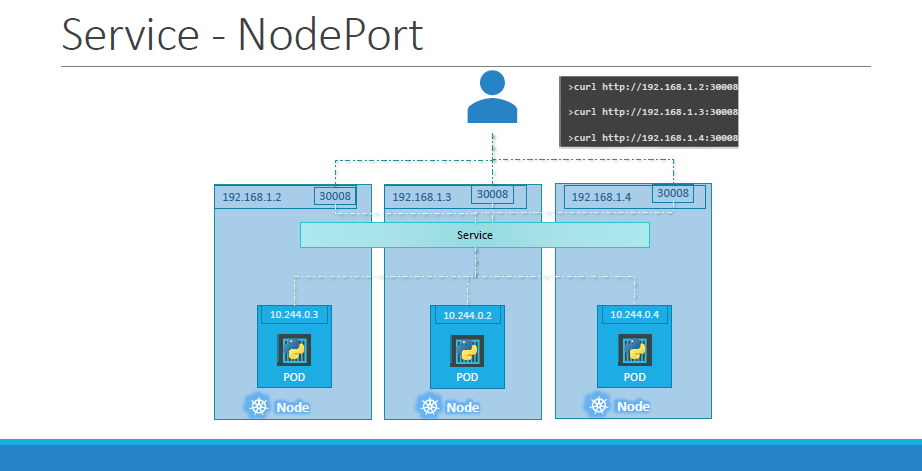 Service - NodePort
>curl http://192.168.1.2:30008
>curl http://192.168.1.3:30008
>curl http://192.168.1.4:30008
192.168.1.2
30008
192.168.1.3
30008
192.168.1.4
30008
Service
10.244.0.3
10.244.0.2
10.244.0.4
POD
POD
POD
Node
Node
Node